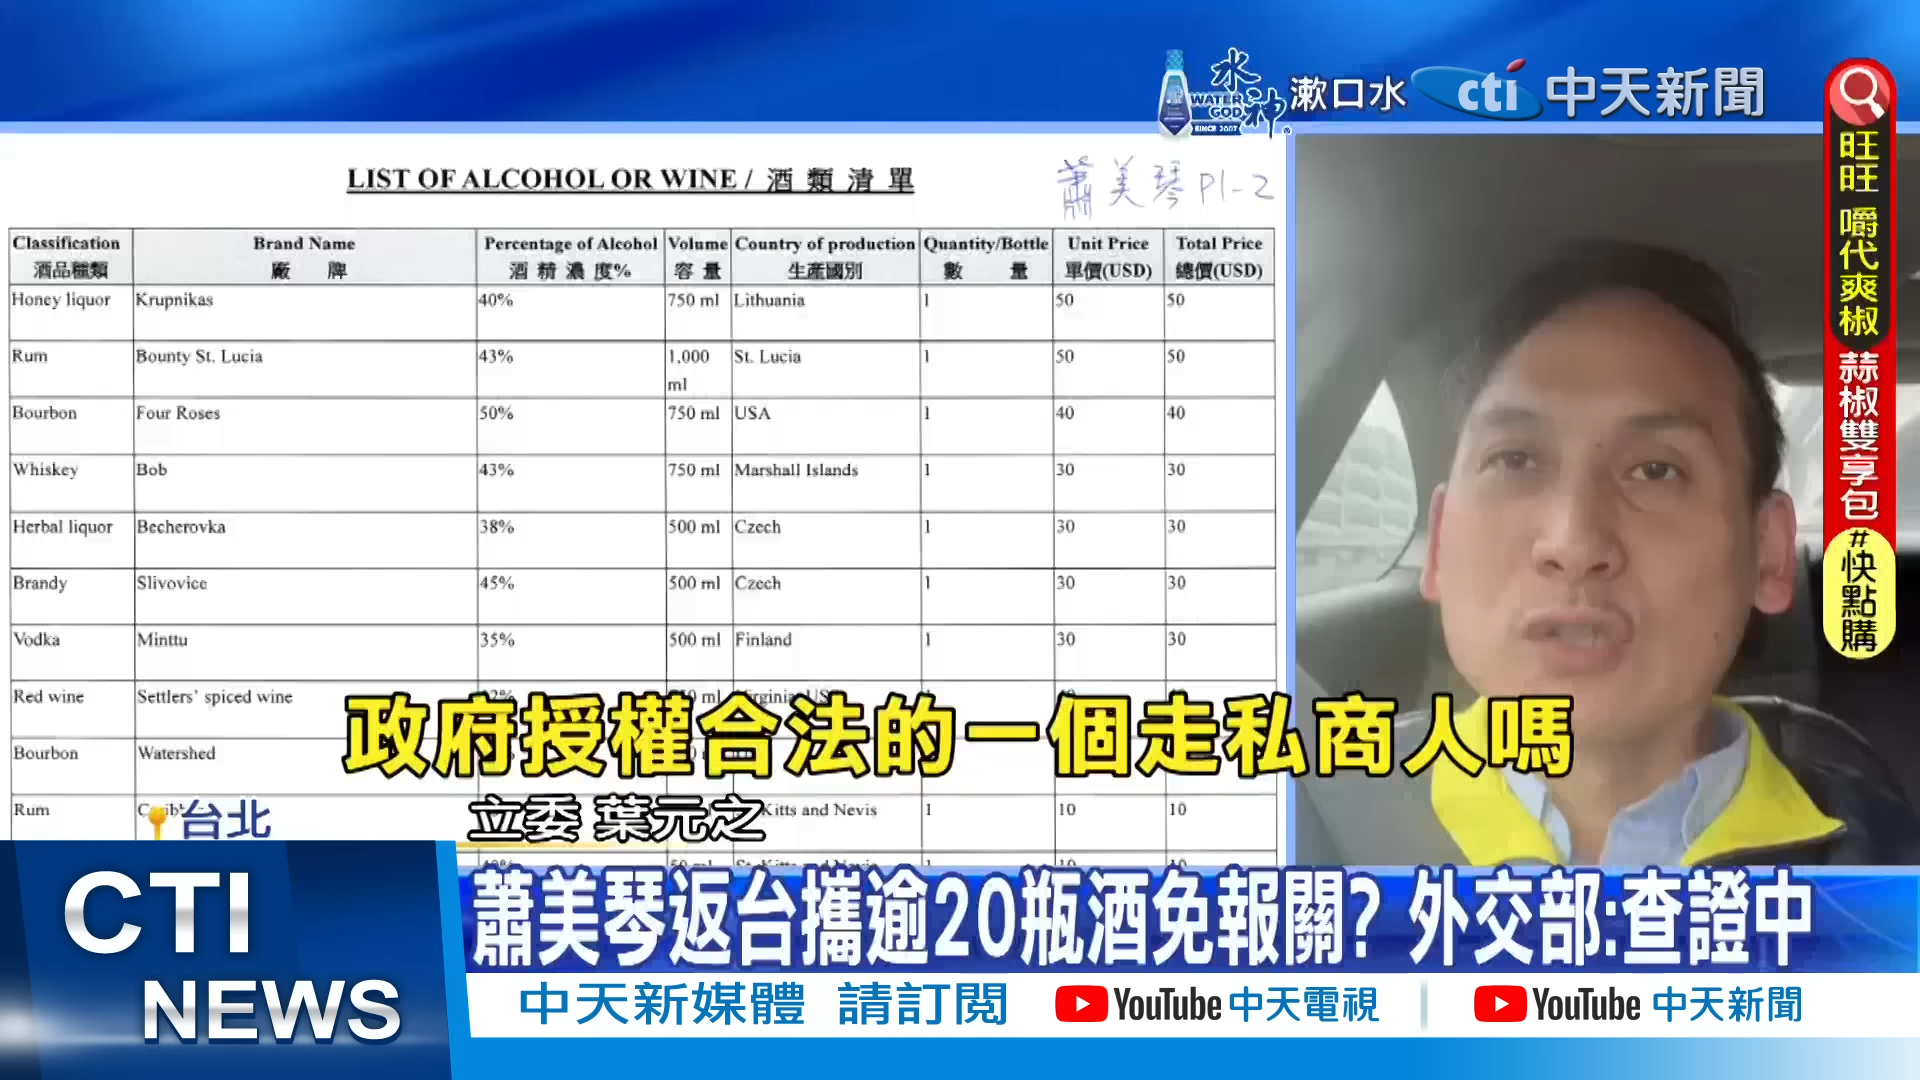 水神
WATER GOD
SINCE 2007
漱口水
cti 中天新聞
旺旺 嚼代爽椒 蒜椒雙享包 #快點購
LIST OF ALCOHOL OR WINE / 酒 類 清 單
蕭美琴 P1-2
Classification Brand Name Percentage of Alcohol Volume Country of production Quantity/Bottle Unit Price Total Price
酒品種類 廠 牌 酒 精 濃 度% 容 量 生產國別 數 量 單價(USD) 總價(USD)
Honey liquor Krupnikas 40% 750 ml Lithuania 1 50 50
Rum Bounty St. Lucia 43% 1,000 ml St. Lucia 1 50 50
Bourbon Four Roses 50% 750 ml USA 1 40 40
Whiskey Bob 43% 750 ml Marshall Islands 1 30 30
Herbal liquor Becherovka 38% 500 ml Czech 1 30 30
Brandy Slivovice 45% 500 ml Czech 1 30 30
Vodka Minttu 35% 500 ml Finland 1 30 30
Red wine Settlers' spiced wine
政府授權合法的一個走私商人嗎
Bourbon Watershed
Rum Kitts and Nevis 1 10 10
台北
立委 葉元之
CTI NEWS
蕭美琴返台攜逾20瓶酒免報關? 外交部:查證中
中天新媒體 請訂閱 YouTube 中天電視 YouTube 中天新聞